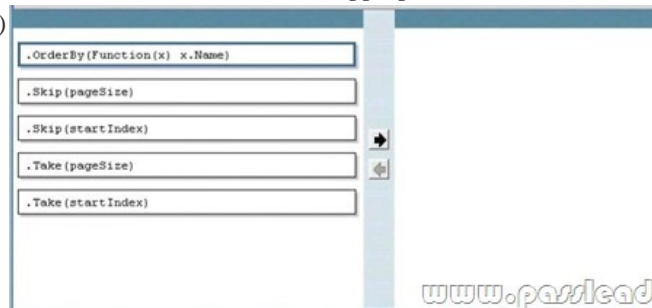 )
.OrderBy(Function(x) x.Name)
.Skip(pageSize)
.Skip(startIndex)
.Take(pageSize)
.Take(startIndex)
www.passlead